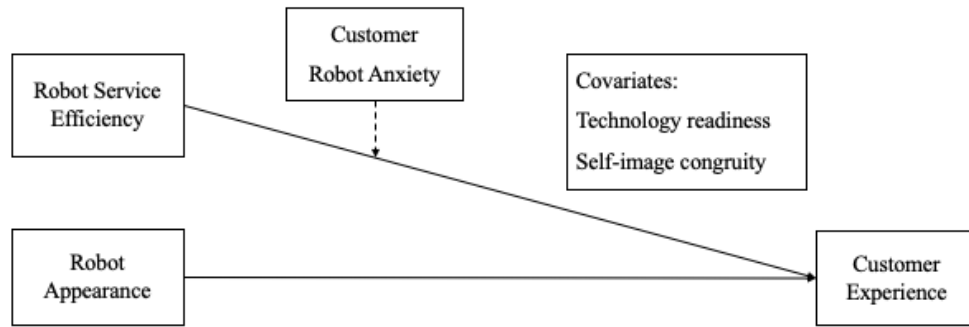 Customer
Robot Anxiety
Robot Service
Efficiency
Covariates:
Technology readiness
Self-image congruity
Robot
Appearance
Customer
Experience